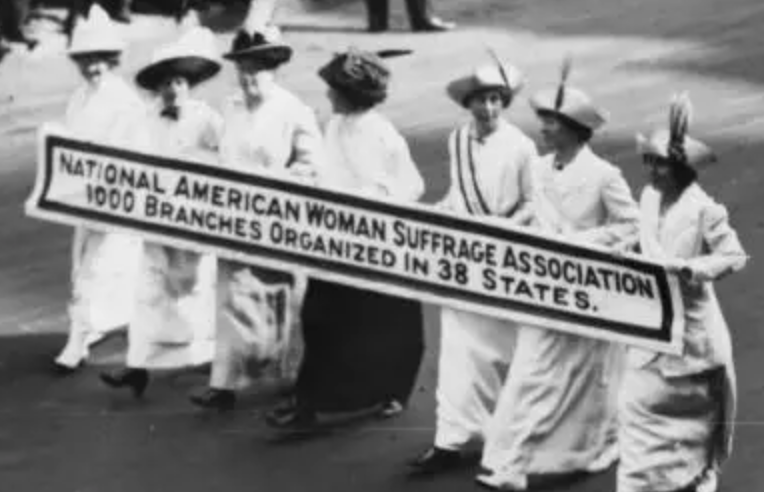 NATIONAL AMERICAN WOMAN SUFFRAGE ASSOCIATION
1000 BRANCHES ORGANIZED IN 38 STATES.